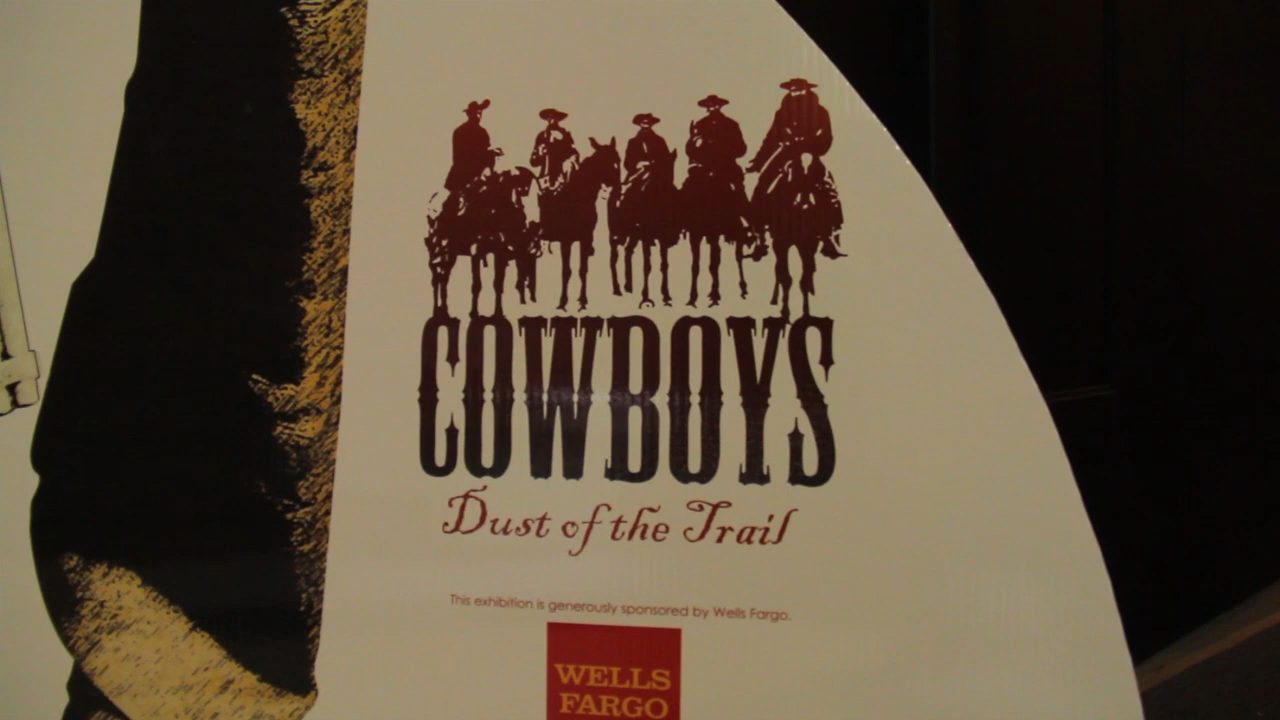 COWBOYS
Dust of the Trail
This exhibition is generously sponsored by Wells Fargo.
WELLS
FARGO